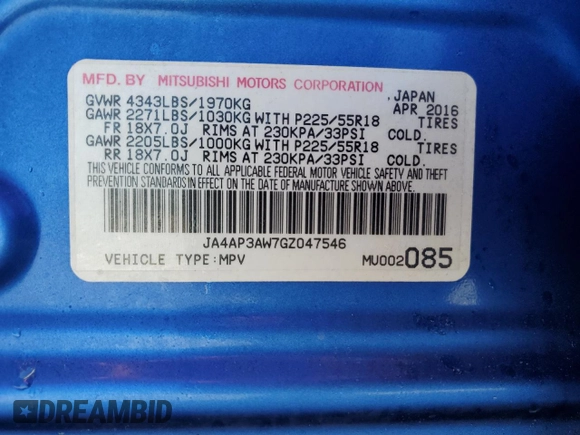 MFD. BY MITSUBISHI MOTORS CORPORATION
GVWR 4343LBS/1970KG , JAPAN APR 2016
GAWR 2271LBS/1030KG WITH P225/55R18 TIRES
FR 18X7.0J RIMS AT 230KPA/33PSI COLD.
GAWR 2205LBS/1000KG WITH P225/55R18 TIRES
RR 18X7.0J RIMS AT 230KPA/33PSI COLD.
THIS VEHICLE CONFORMS TO ALL APPLICABLE FEDERAL MOTOR VEHICLE SAFETY AND THEFT
PREVENTION STANDARDS IN EFFECT ON THE DATE OF MANUFACTURE SHOWN ABOVE.
JA4AP3AW7GZ047546
VEHICLE TYPE:MPV MU002085
DREAMBID